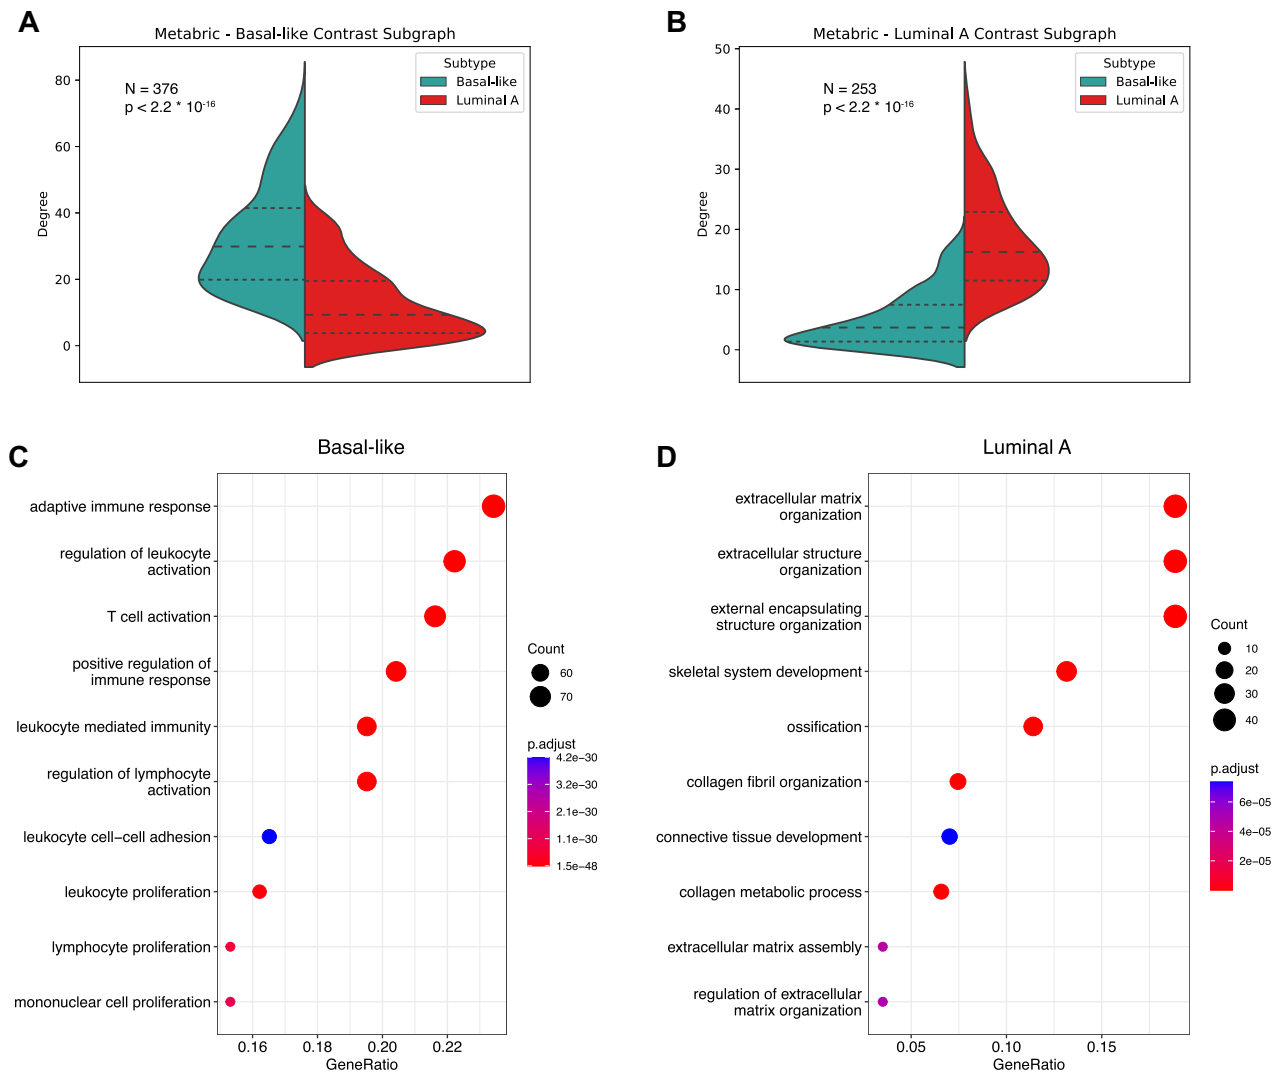 A
Metabric - Basal-like Contrast Subgraph
N = 376
p < 2.2 * 10-16
Subtype
Basal-like
Luminal A
Degree
80
60
40
20
0
B
Metabric - Luminal A Contrast Subgraph
N = 253
p < 2.2 * 10-16
Subtype
Basal-like
Luminal A
Degree
50
40
30
20
10
0
C
Basal-like
adaptive immune response
regulation of leukocyte
activation
T cell activation
positive regulation of
immune response
leukocyte mediated immunity
regulation of lymphocyte
activation
leukocyte cell−cell adhesion
leukocyte proliferation
lymphocyte proliferation
mononuclear cell proliferation
0.16 0.18 0.20 0.22
GeneRatio
Count
60
70
p.adjust
4.2e−30
3.2e−30
2.1e−30
1.1e−30
1.5e−48
D
Luminal A
extracellular matrix
organization
extracellular structure
organization
external encapsulating
structure organization
skeletal system development
ossification
collagen fibril organization
connective tissue development
collagen metabolic process
extracellular matrix assembly
regulation of extracellular
matrix organization
0.05 0.10 0.15
GeneRatio
Count
10
20
30
40
p.adjust
6e−05
4e−05
2e−05